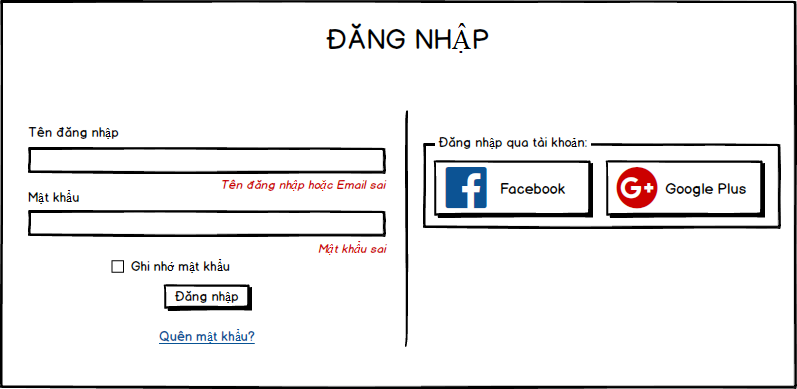 ĐĂNG NHẬP
Tên đăng nhập
Tên đăng nhập hoặc Email sai
Mật khẩu
Mật khẩu sai
Ghi nhớ mật khẩu
Đăng nhập
Quên mật khẩu?
Đăng nhập qua tài khoản:
Facebook
G+ Google Plus